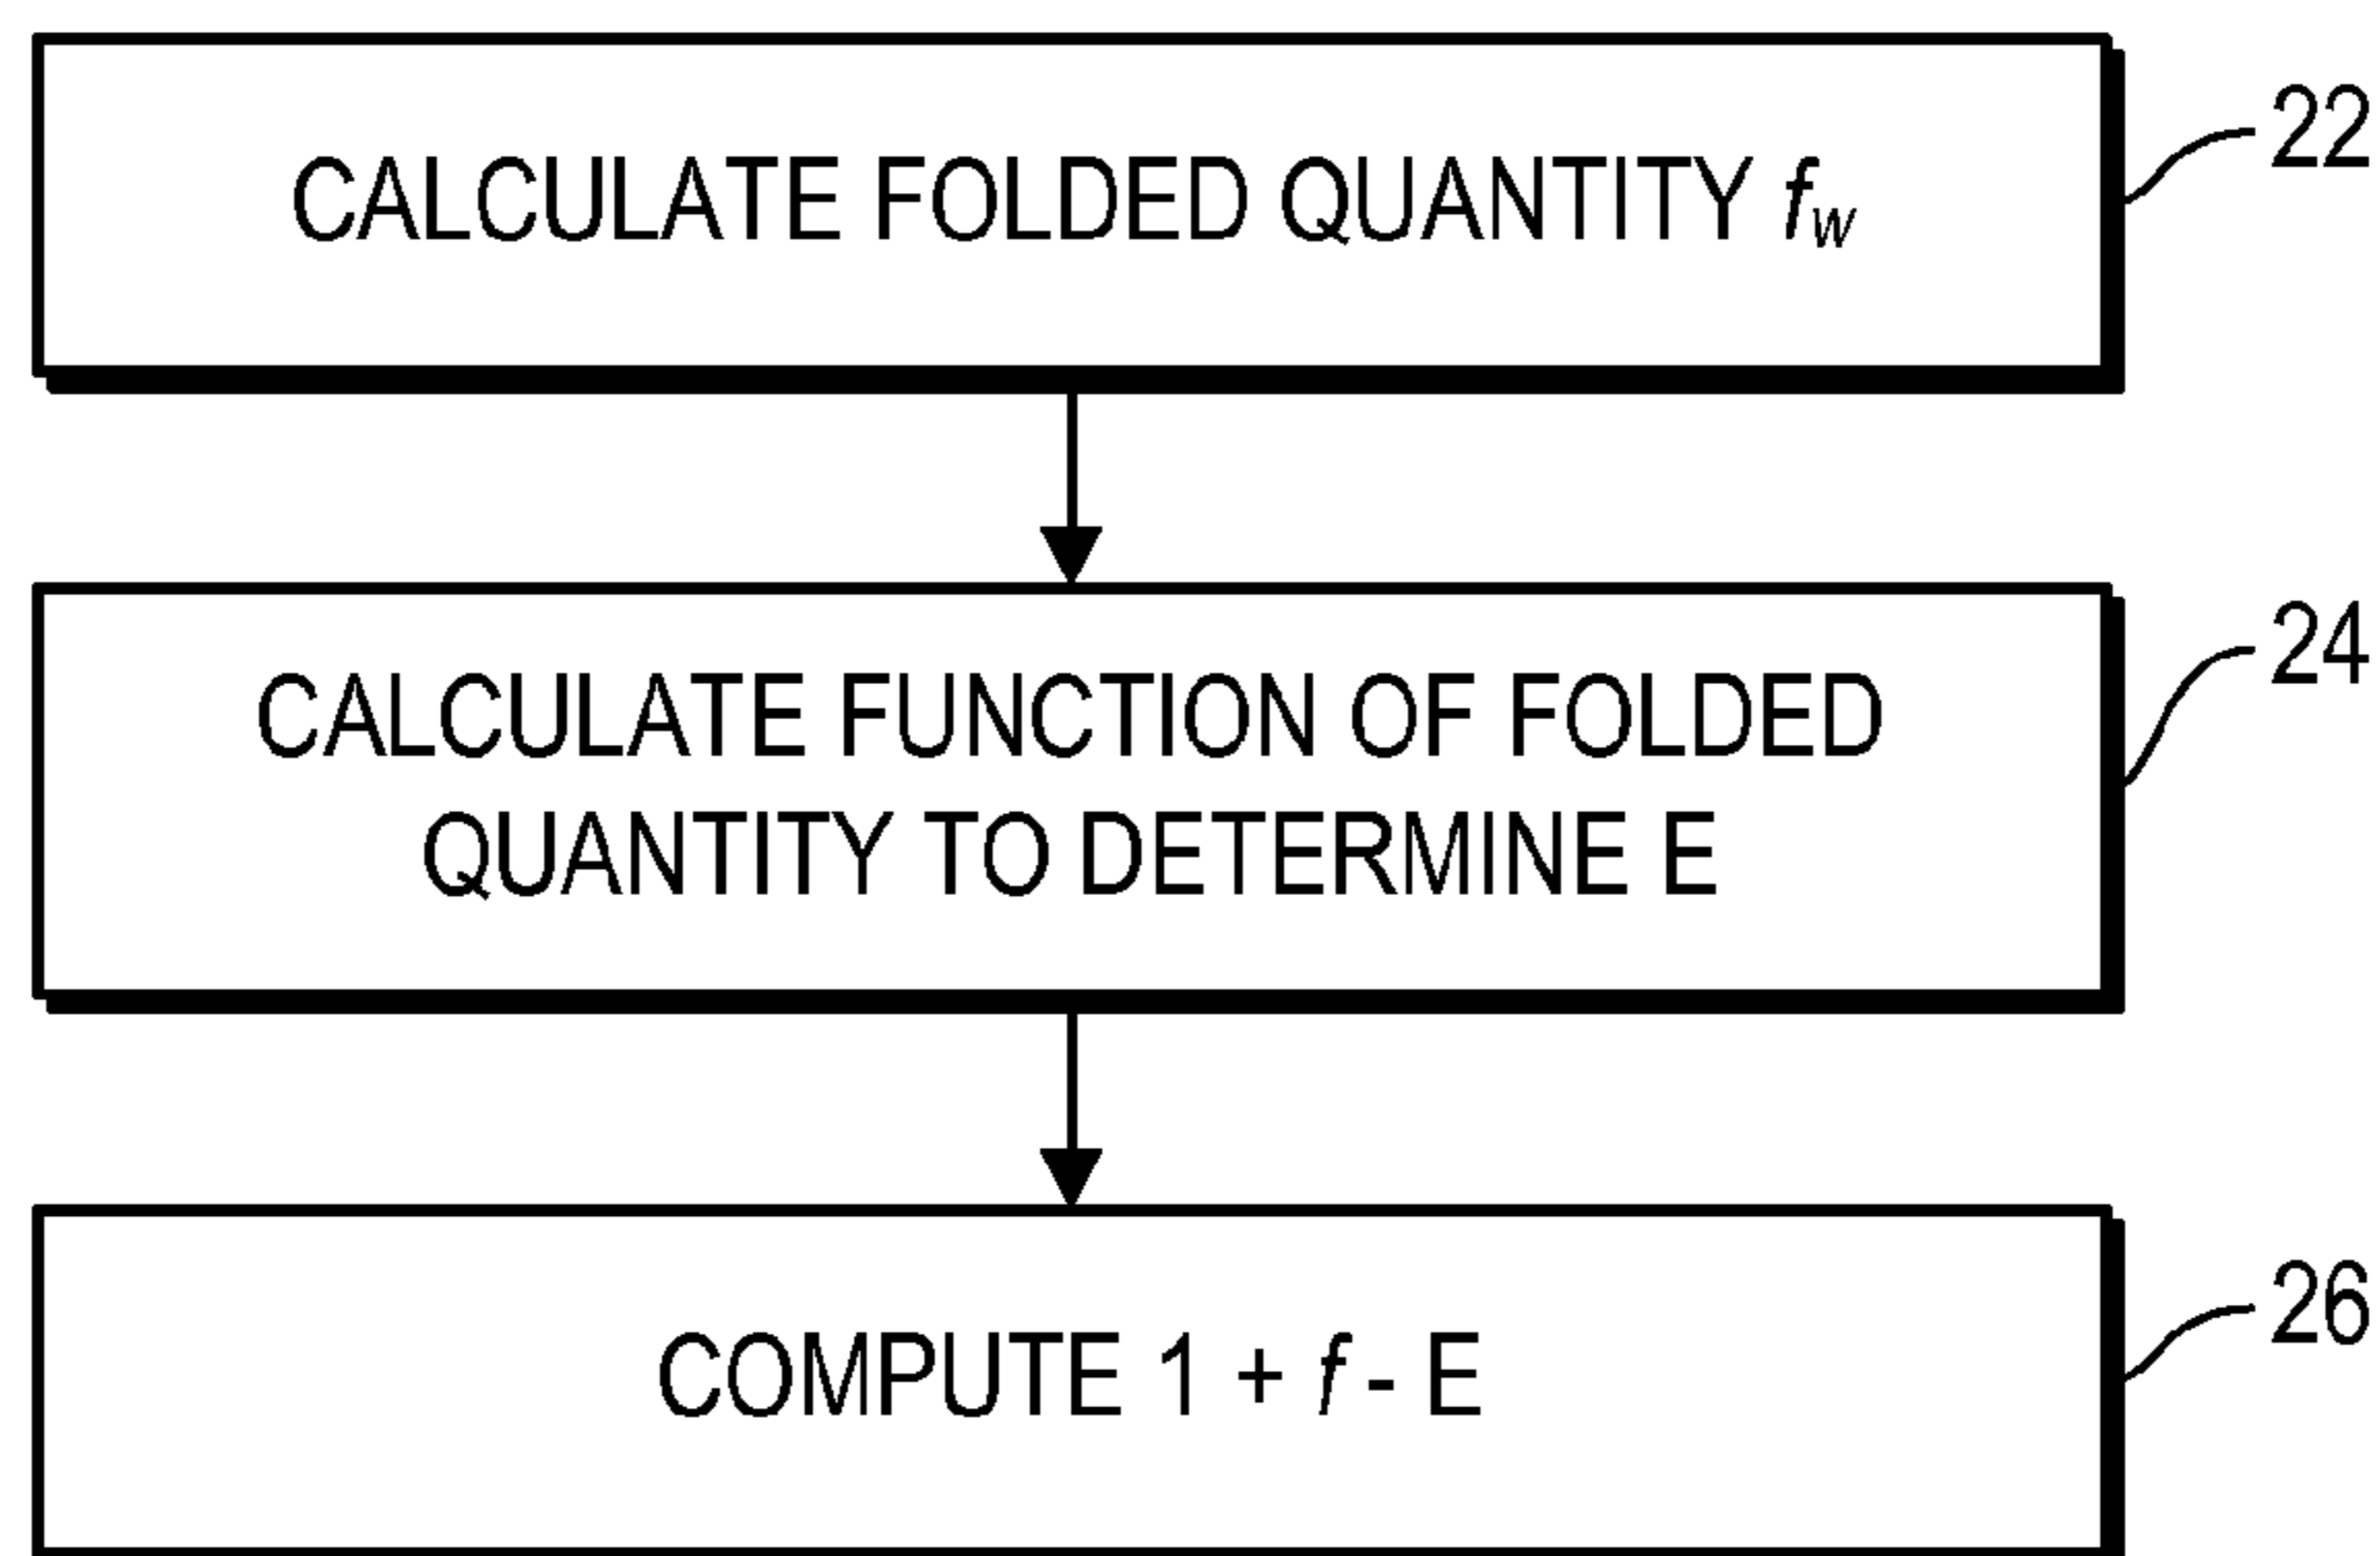 CALCULATE FOLDED QUANTITY fw
22
CALCULATE FUNCTION OF FOLDED
QUANTITY TO DETERMINE E
24
COMPUTE 1 + f - E
26